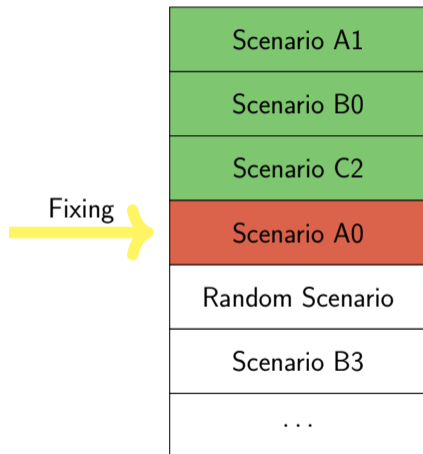 Scenario A1
Scenario B0
Scenario C2
Fixing
Scenario A0
Random Scenario
Scenario B3
...